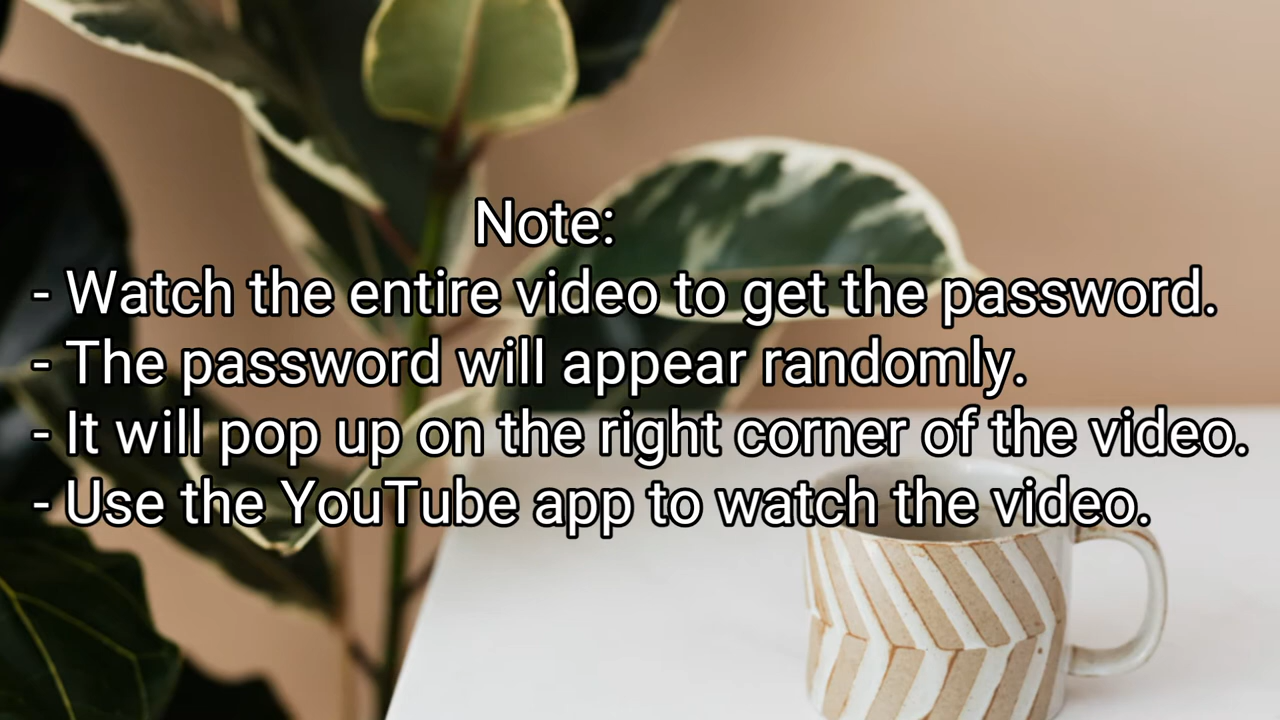 Note:
- Watch the entire video to get the password.
- The password will appear randomly.
- It will pop up on the right corner of the video.
- Use the YouTube app to watch the video.